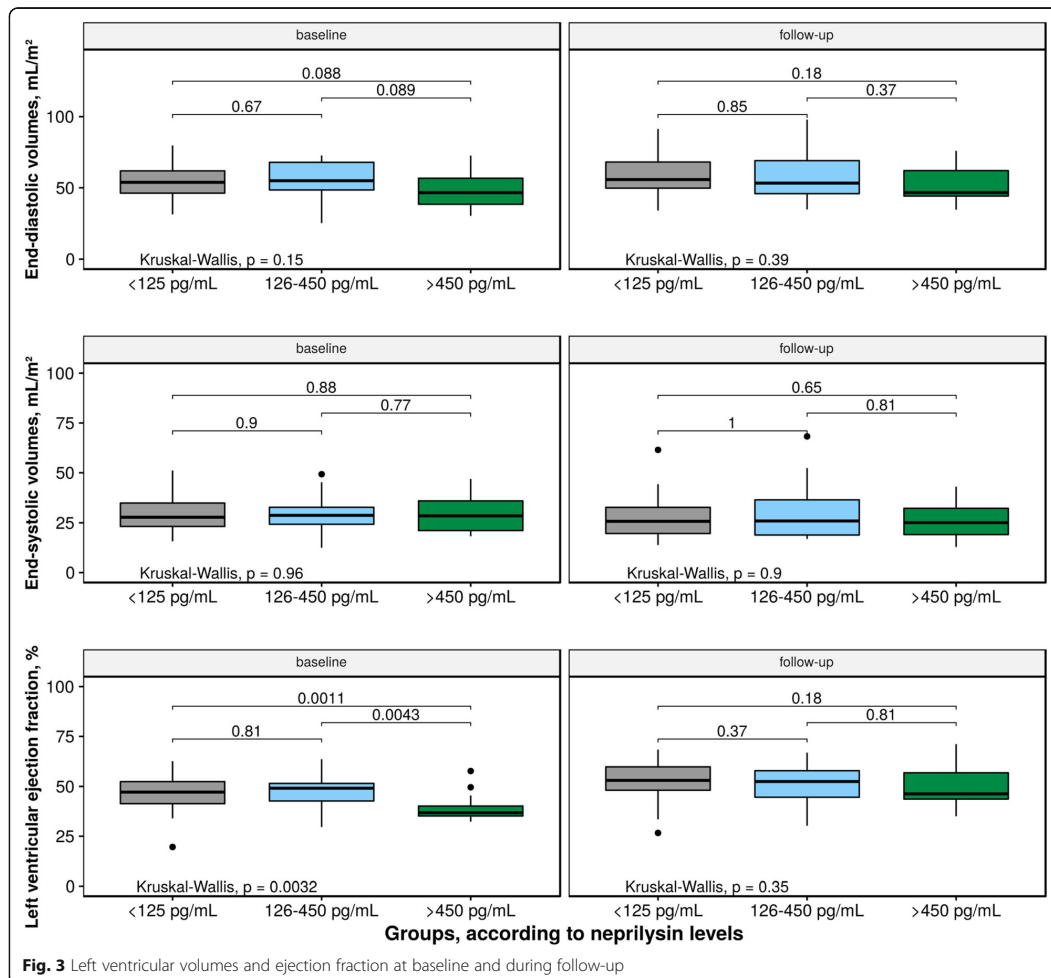 baseline
follow-up
End-diastolic volumes, mL/m²
100
50
0
0.088
0.089
0.67
Kruskal-Wallis, p = 0.15
0.18
0.37
0.85
Kruskal-Wallis, p = 0.39
<125 pg/mL
126-450 pg/mL
>450 pg/mL
<125 pg/mL
126-450 pg/mL
>450 pg/mL
baseline
follow-up
End-systolic volumes, mL/m²
100
75
50
25
0
0.88
0.77
0.9
Kruskal-Wallis, p = 0.96
0.65
0.81
1
Kruskal-Wallis, p = 0.9
<125 pg/mL
126-450 pg/mL
>450 pg/mL
<125 pg/mL
126-450 pg/mL
>450 pg/mL
baseline
follow-up
Left ventricular ejection fraction, %
100
75
50
25
0
0.0011
0.0043
0.81
Kruskal-Wallis, p = 0.0032
0.18
0.81
0.37
Kruskal-Wallis, p = 0.35
<125 pg/mL
126-450 pg/mL
>450 pg/mL
<125 pg/mL
126-450 pg/mL
>450 pg/mL
Groups, according to neprilysin levels
Fig. 3 Left ventricular volumes and ejection fraction at baseline and during follow-up